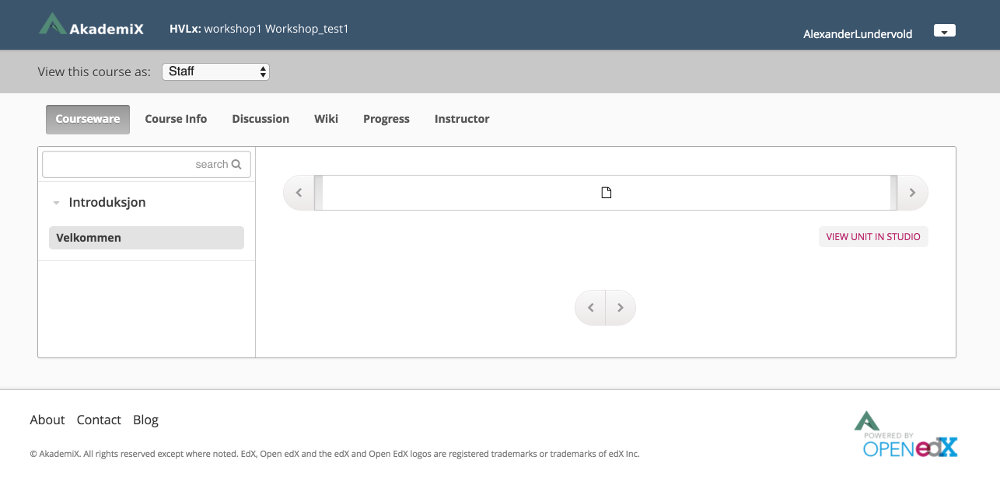 AkademiX HVLx: workshop1 Workshop_test1 AlexanderLundervold
View this course as: Staff
Courseware Course Info Discussion Wiki Progress Instructor
search
Introduksjon
Velkommen
VIEW UNIT IN STUDIO
About Contact Blog
POWERED BY
OPEN edX
© AkademiX. All rights reserved except where noted. EdX, Open edX and the edX and Open EdX logos are registered trademarks or trademarks of edX Inc.